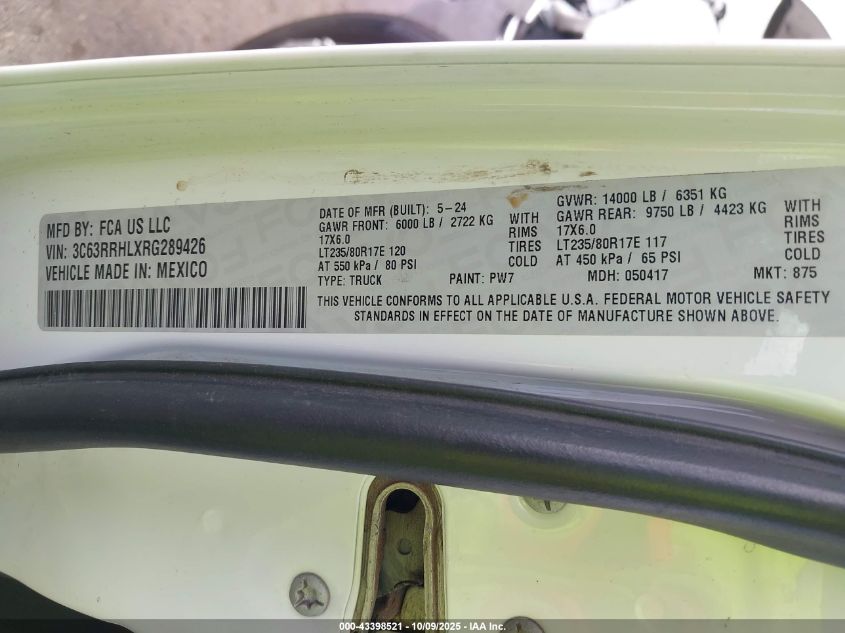 MFD BY: FCA US LLC
VIN: 3C63RRHLXRG289426
VEHICLE MADE IN: MEXICO
DATE OF MFR (BUILT): 5-24
GAWR FRONT: 6000 LB / 2722 KG WITH
17X6.0 RIMS
LT235/80R17E 120 TIRES
AT 550 kPa / 80 PSI COLD
TYPE: TRUCK PAINT: PW7
GVWR: 14000 LB / 6351 KG
GAWR REAR: 9750 LB / 4423 KG WITH
17X6.0 RIMS
LT235/80R17E 117 TIRES
AT 450 kPa / 65 PSI COLD
MDH: 050417 MKT: 875
THIS VEHICLE CONFORMS TO ALL APPLICABLE U.S.A. FEDERAL MOTOR VEHICLE SAFETY
STANDARDS IN EFFECT ON THE DATE OF MANUFACTURE SHOWN ABOVE.
000-43398521 - 10/09/2025 - © IAA Inc.